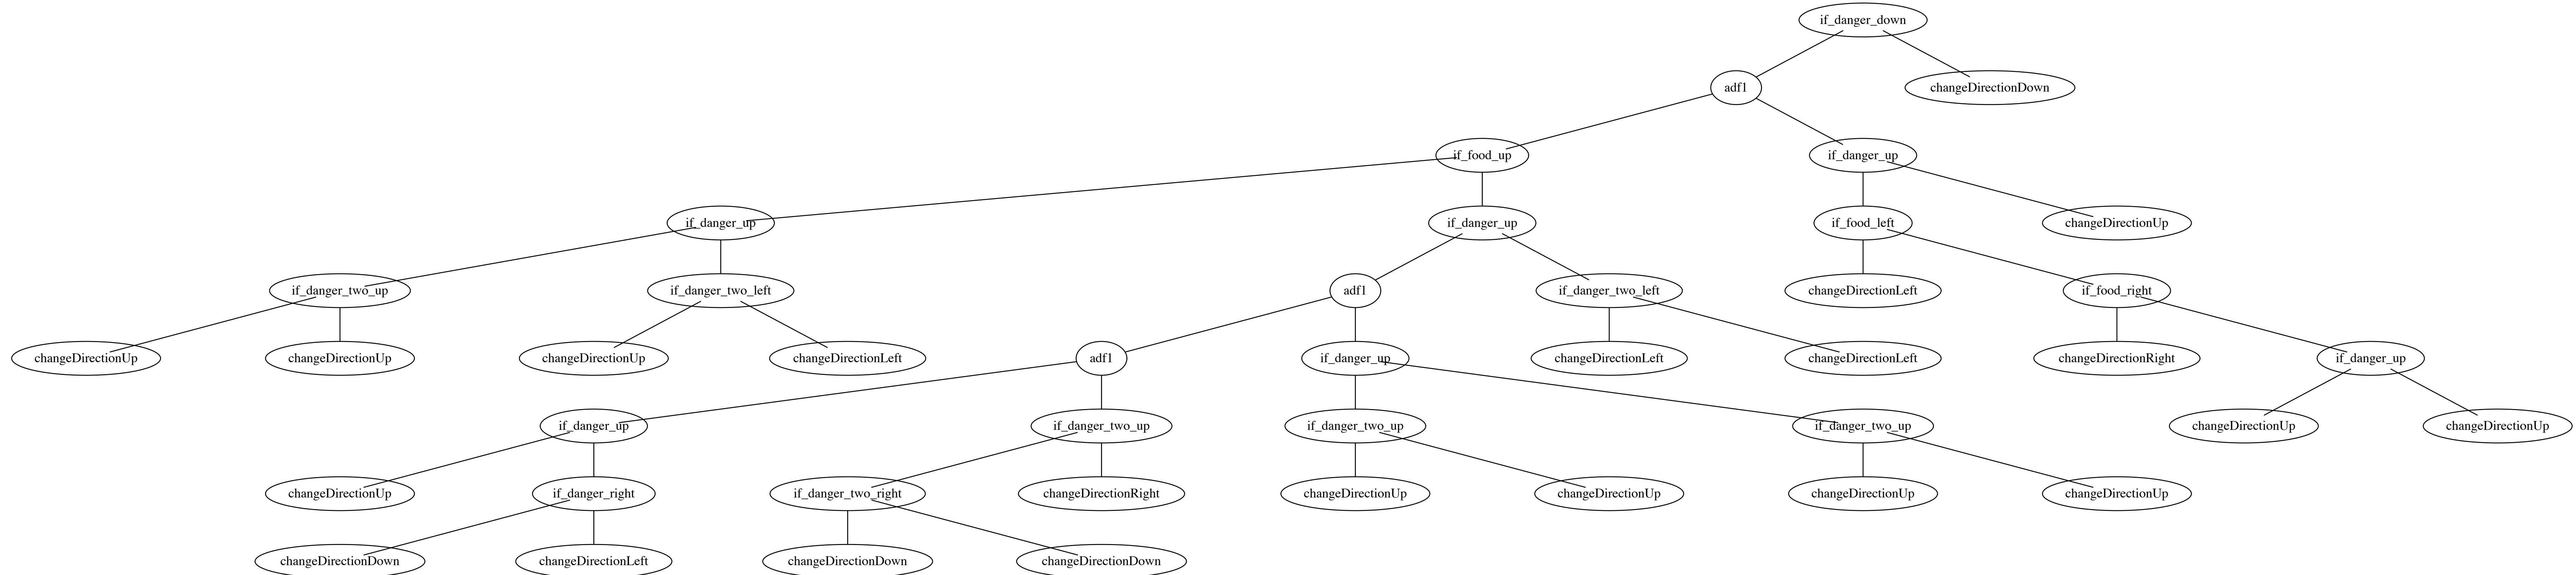 if_danger_down
adf1
changeDirectionDown
if_food_up
if_danger_up
if_danger_up
if_danger_up
if_food_left
changeDirectionUp
if_danger_two_up
if_danger_two_left
adf1
if_danger_two_left
changeDirectionLeft
if_food_right
changeDirectionUp
changeDirectionUp
changeDirectionUp
changeDirectionLeft
adf1
if_danger_up
changeDirectionLeft
changeDirectionLeft
changeDirectionRight
if_danger_up
if_danger_up
if_danger_two_up
if_danger_two_up
if_danger_two_up
changeDirectionUp
changeDirectionUp
changeDirectionUp
if_danger_right
if_danger_two_right
changeDirectionRight
changeDirectionUp
changeDirectionUp
changeDirectionUp
changeDirectionUp
changeDirectionDown
changeDirectionLeft
changeDirectionDown
changeDirectionDown